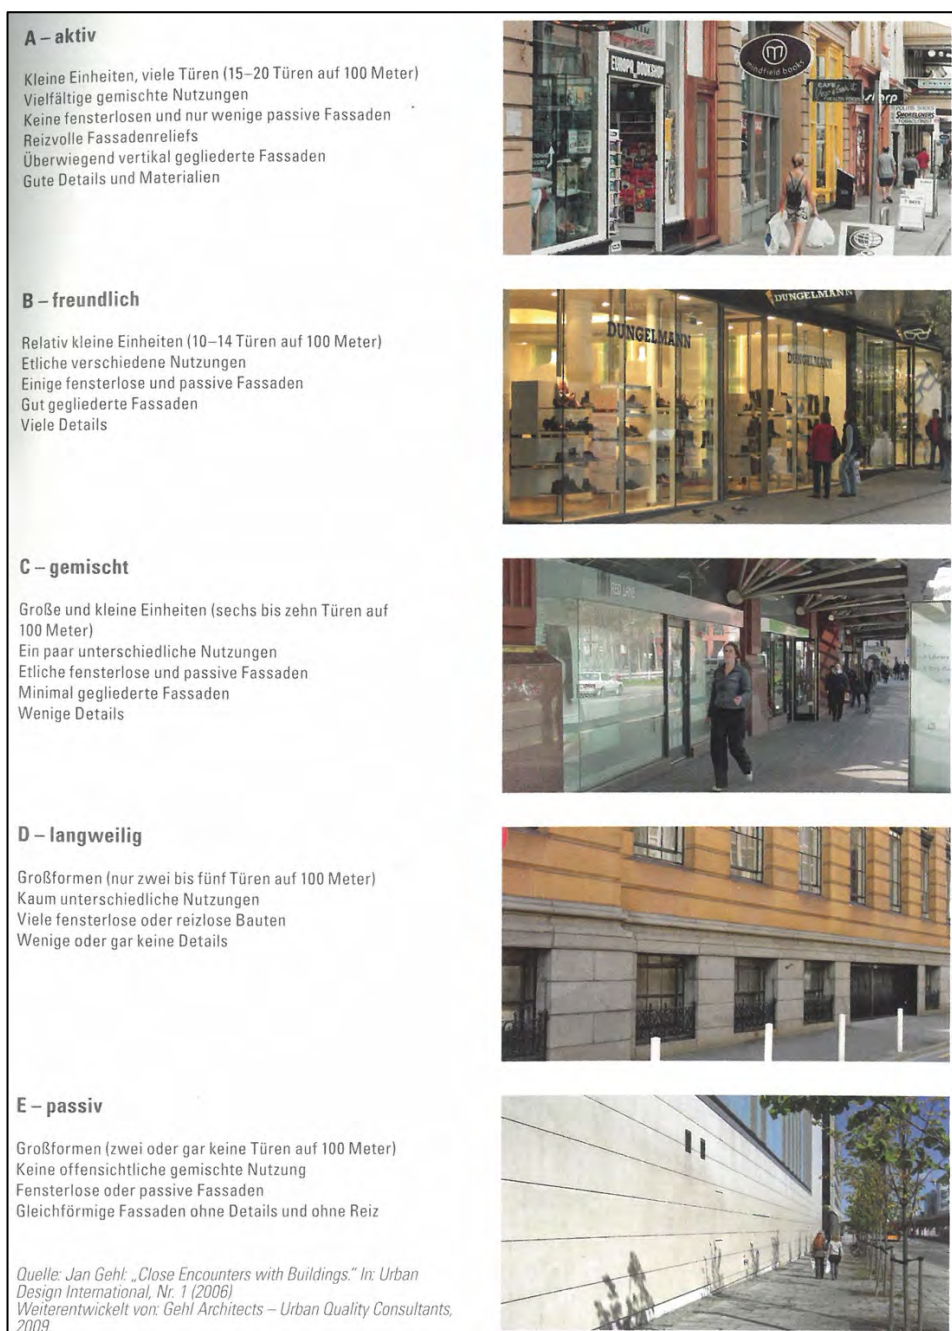 A – aktiv
Kleine Einheiten, viele Türen (15–20 Türen auf 100 Meter)
Vielfältige gemischte Nutzungen
Keine fensterlosen und nur wenige passive Fassaden
Reizvolle Fassadenreliefs
Überwiegend vertikal gegliederte Fassaden
Gute Details und Materialien
EUROPA_BOOKSHOP
m
mindfield books
CAFE
B – freundlich
Relativ kleine Einheiten (10–14 Türen auf 100 Meter)
Etliche verschiedene Nutzungen
Einige fensterlose und passive Fassaden
Gut gegliederte Fassaden
Viele Details
DUNGELMANN
DUNGELMANN
DUNGELMANN
C – gemischt
Große und kleine Einheiten (sechs bis zehn Türen auf
100 Meter)
Ein paar unterschiedliche Nutzungen
Etliche fensterlose und passive Fassaden
Minimal gegliederte Fassaden
Wenige Details
D – langweilig
Großformen (nur zwei bis fünf Türen auf 100 Meter)
Kaum unterschiedliche Nutzungen
Viele fensterlose oder reizlose Bauten
Wenige oder gar keine Details
E – passiv
Großformen (zwei oder gar keine Türen auf 100 Meter)
Keine offensichtliche gemischte Nutzung
Fensterlose oder passive Fassaden
Gleichförmige Fassaden ohne Details und ohne Reiz
Quelle: Jan Gehl: „Close Encounters with Buildings.“ In: Urban
Design International, Nr. 1 (2006)
Weiterentwickelt von: Gehl Architects – Urban Quality Consultants,
2009